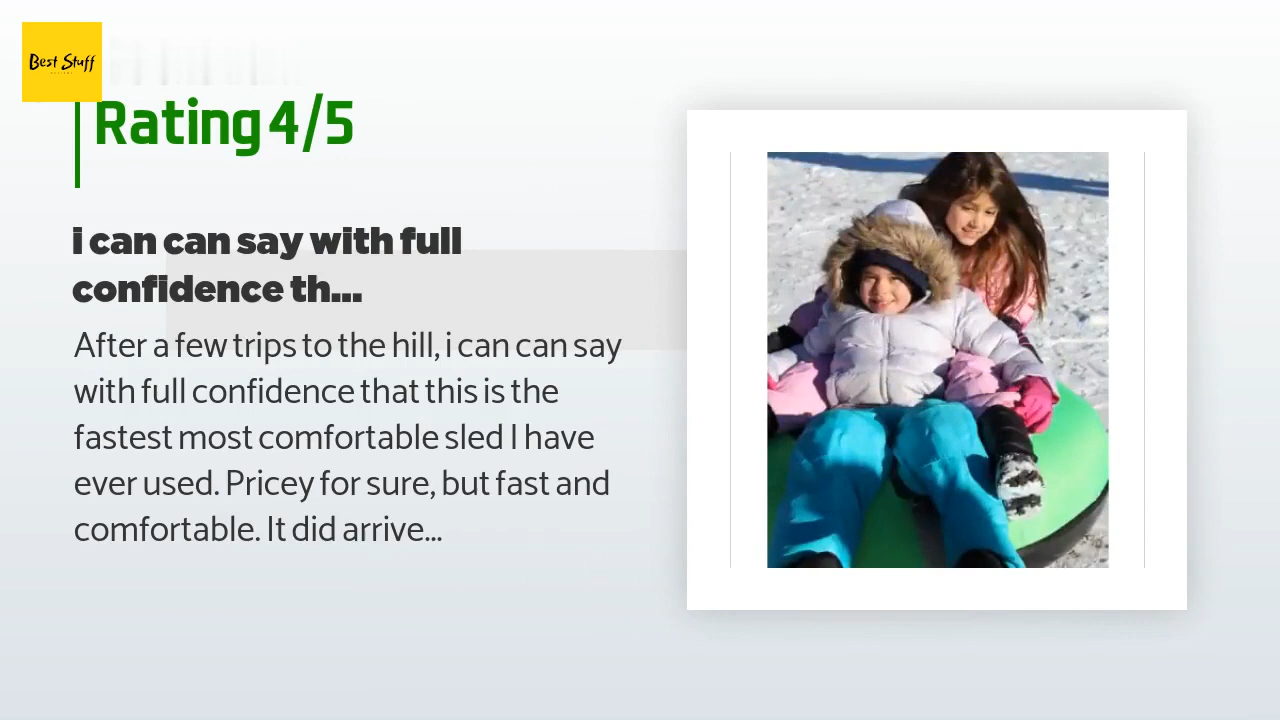 Best Stuff
Rating 4/5
i can can say with full
confidence th...
After a few trips to the hill, i can can say
with full confidence that this is the
fastest most comfortable sled I have
ever used. Pricey for sure, but fast and
comfortable. It did arrive...